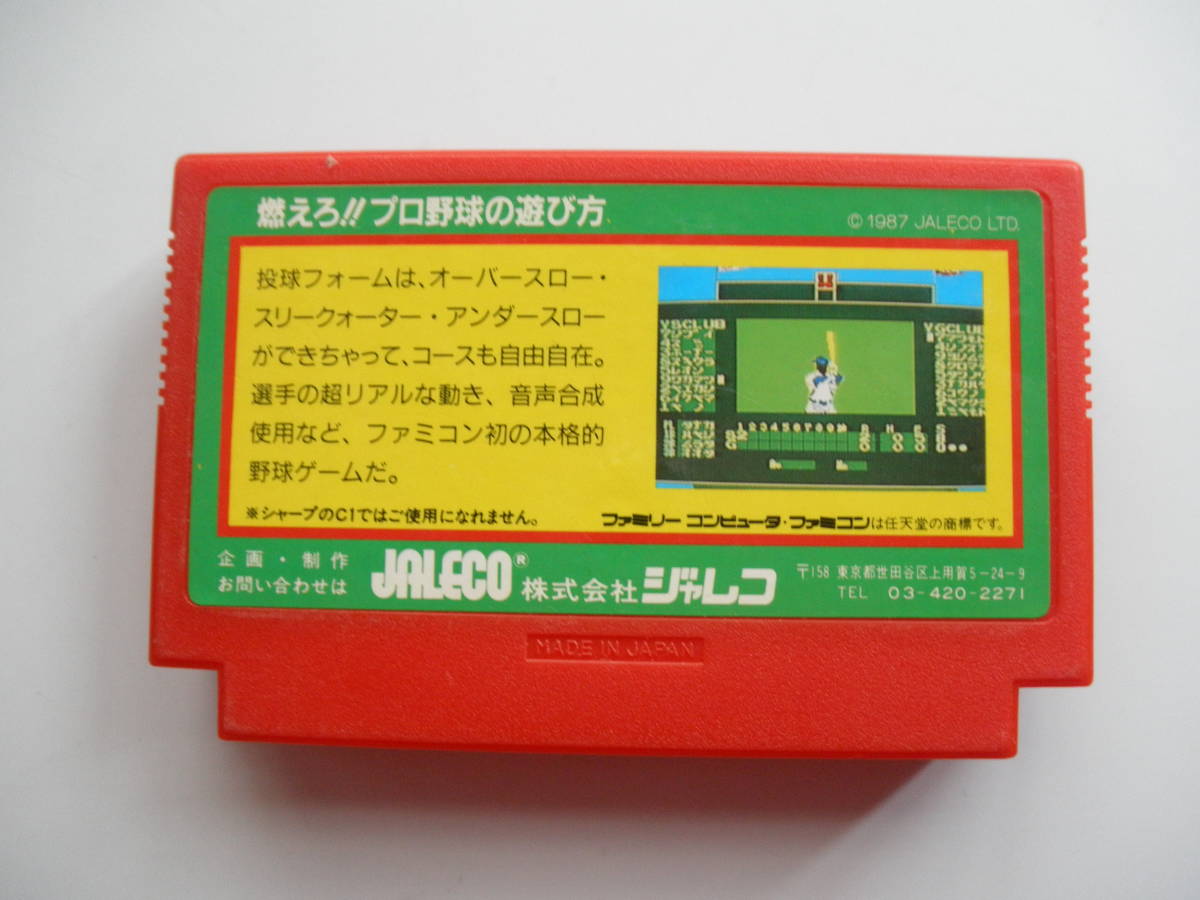 燃えろ!!プロ野球の遊び方
© 1987 JALECO LTD.
投球フォームは、オーバースロー・
スリークォーター・アンダースロー
ができちゃって、コースも自由自在。
選手の超リアルな動き、音声合成
使用など、ファミコン初の本格的
野球ゲームだ。
YSCLUB
YGCLUB
123456789
R H E
※シャープのC1ではご使用になれません。
ファミリーコンピュータ・ファミコンは任天堂の商標です。
企画・制作
お問い合わせは
JALECO® 株式会社ジャレコ
〒158 東京都世田谷区上用賀5-24-9
TEL 03-420-2271
MADE IN JAPAN